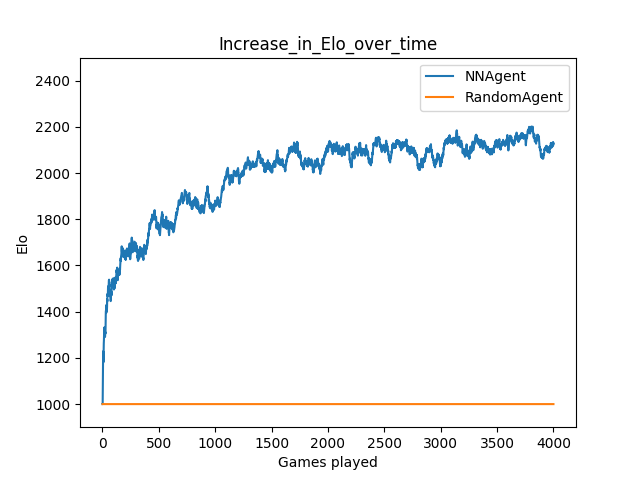 Increase_in_Elo_over_time
NNAgent
RandomAgent
2400
2200
2000
1800
1600
1400
1200
1000
Elo
0 500 1000 1500 2000 2500 3000 3500 4000
Games played